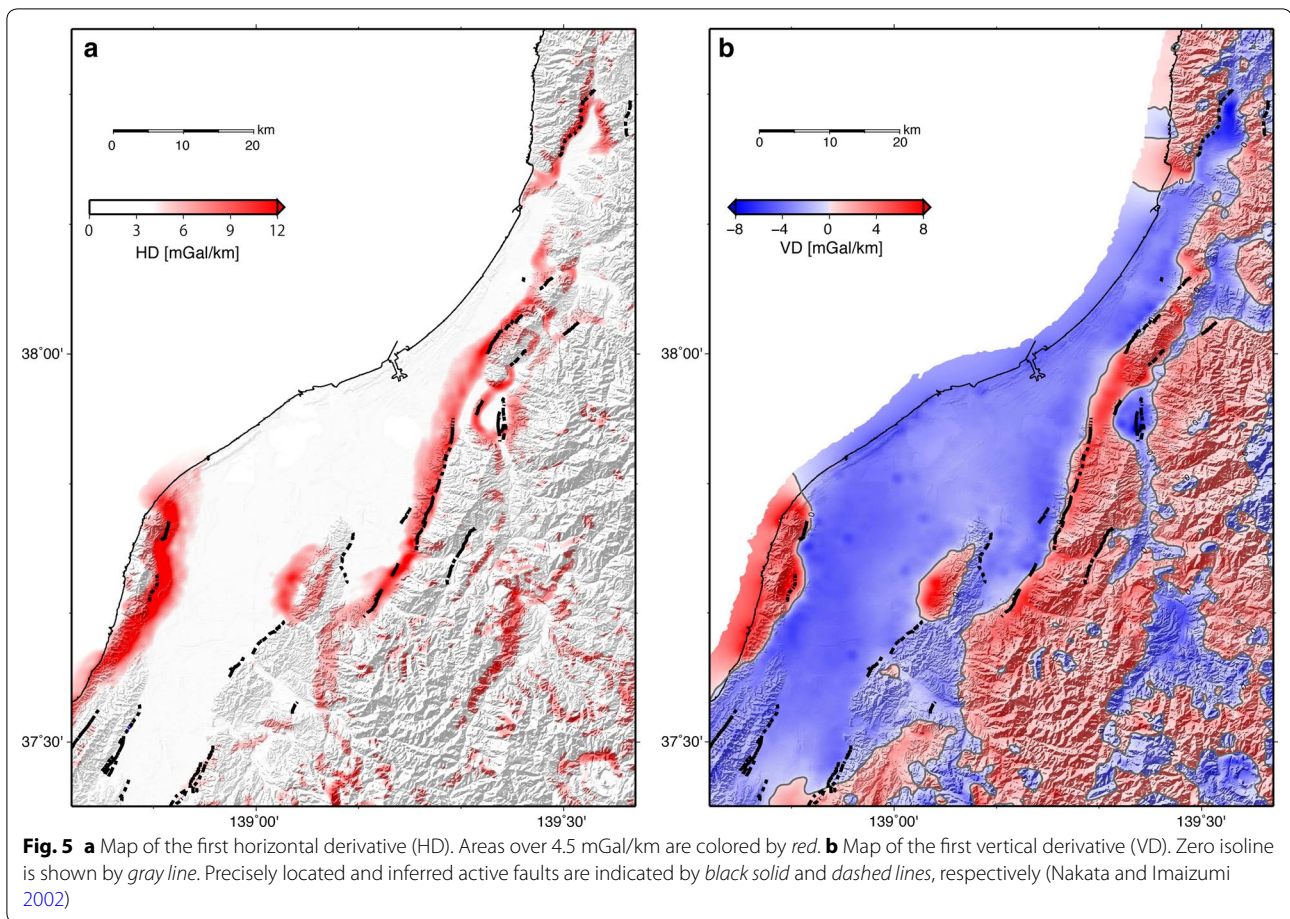 a
km
0 10 20
0 3 6 9 12
HD [mGal/km]
38˚00'
37˚30'
139˚00' 139˚30'
b
km
0 10 20
−8 −4 0 4 8
VD [mGal/km]
38˚00'
37˚30'
139˚00' 139˚30'
Fig. 5 a Map of the first horizontal derivative (HD). Areas over 4.5 mGal/km are colored by red. b Map of the first vertical derivative (VD). Zero isoline
is shown by gray line. Precisely located and inferred active faults are indicated by black solid and dashed lines, respectively (Nakata and Imaizumi
2002)